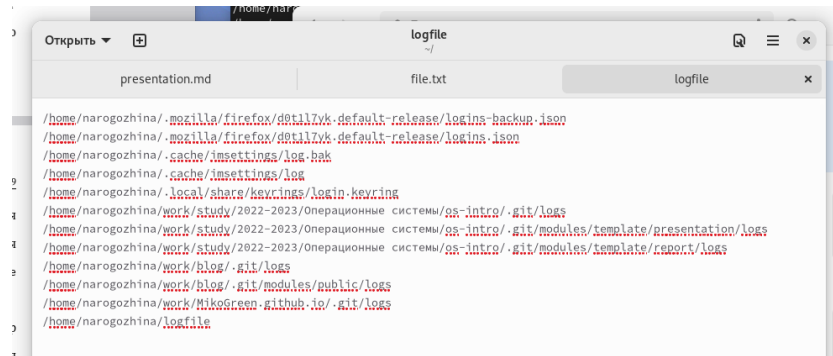 /home/nar
Открыть
logfile
~/
presentation.md
file.txt
logfile
/home/narogozhina/.mozilla/firefox/d0t1l7yk.default-release/logins-backup.json
/home/narogozhina/.mozilla/firefox/d0t1l7yk.default-release/logins.json
/home/narogozhina/.cache/imsettings/log.bak
/home/narogozhina/.cache/imsettings/log
/home/narogozhina/.local/share/keyrings/login.keyring
/home/narogozhina/work/study/2022-2023/Операционные системы/os-intro/.git/logs
/home/narogozhina/work/study/2022-2023/Операционные системы/os-intro/.git/modules/template/presentation/logs
/home/narogozhina/work/study/2022-2023/Операционные системы/os-intro/.git/modules/template/report/logs
/home/narogozhina/work/blog/.git/logs
/home/narogozhina/work/blog/.git/modules/public/logs
/home/narogozhina/work/MikoGreen.github.io/.git/logs
/home/narogozhina/logfile